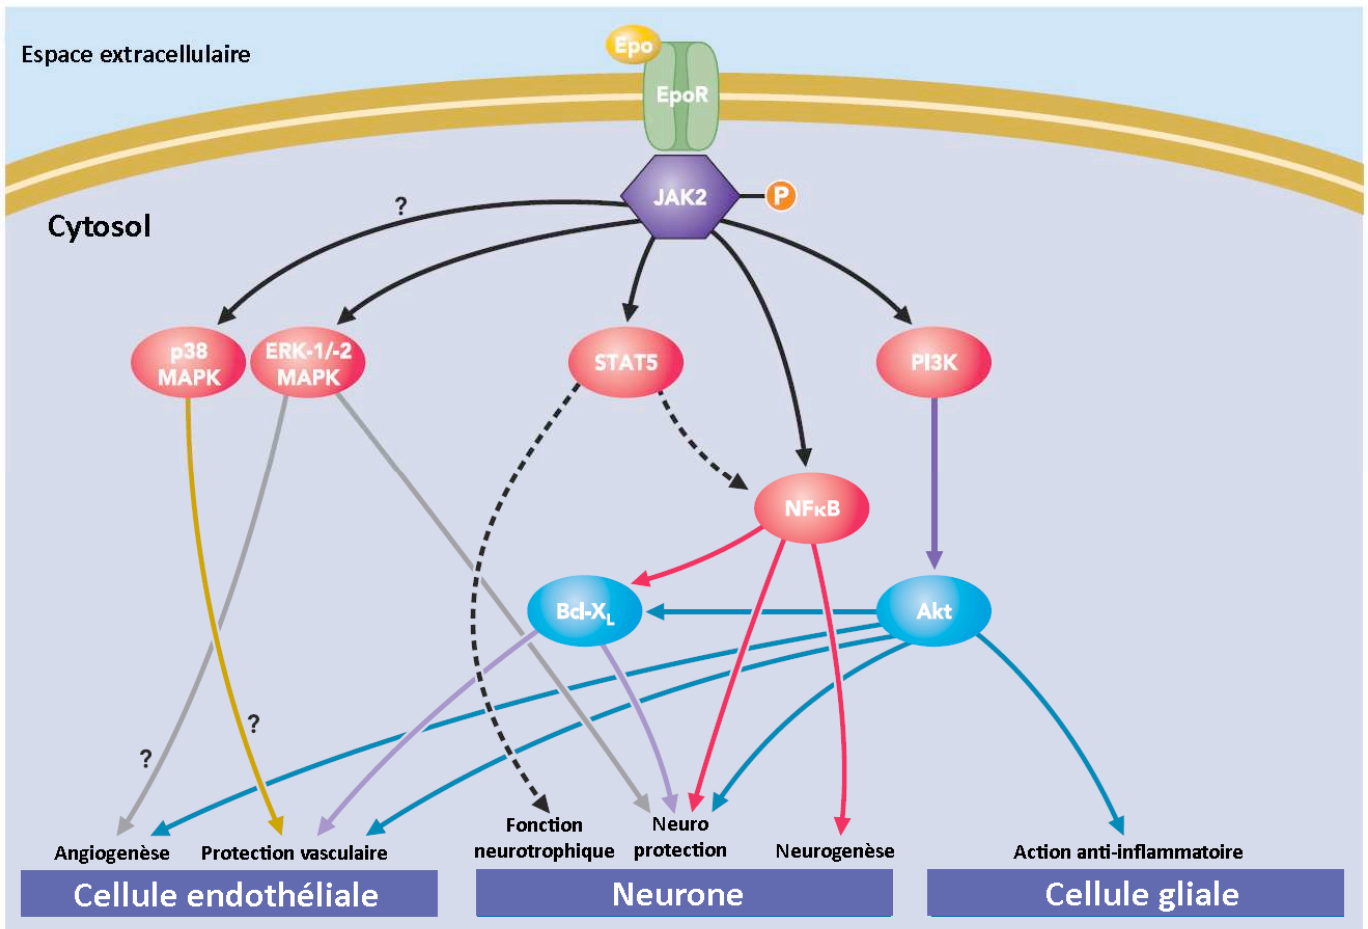 Espace extracellulaire
Epo
EpoR
JAK2
P
?
Cytosol
p38
MAPK
ERK-1/-2
MAPK
STAT5
PI3K
NFκB
Bcl-XL
Akt
?
?
Angiogenèse
Protection vasculaire
Fonction
neurotrophique
Neuro
protection
Neurogenèse
Action anti-inflammatoire
Cellule endothéliale
Neurone
Cellule gliale